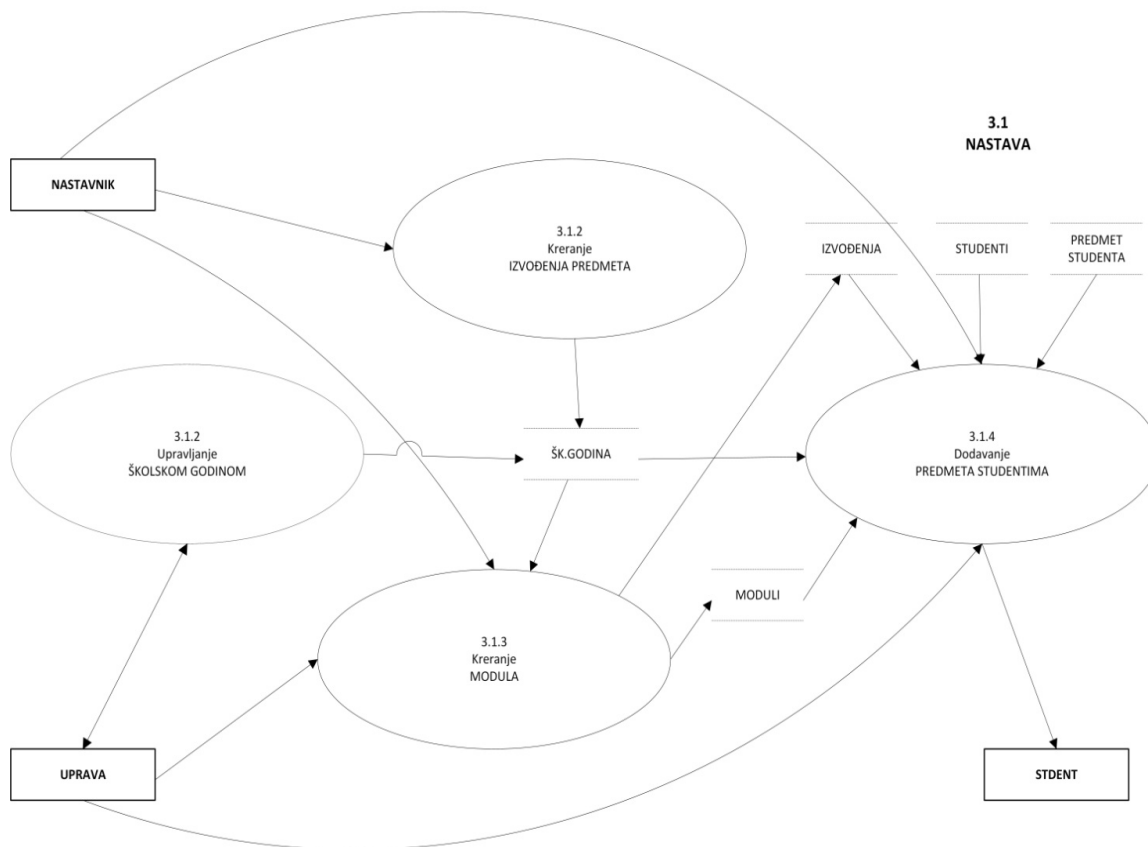 3.1
NASTAVA
NASTAVNIK
3.1.2
Kreranje
IZVOĐENJA PREDMETA
IZVOĐENJA
STUDENTI
PREDMET
STUDENTA
3.1.2
Upravljanje
ŠKOLSKOM GODINOM
ŠK.GODINA
3.1.4
Dodavanje
PREDMETA STUDENTIMA
MODULI
3.1.3
Kreranje
MODULA
UPRAVA
STDENT